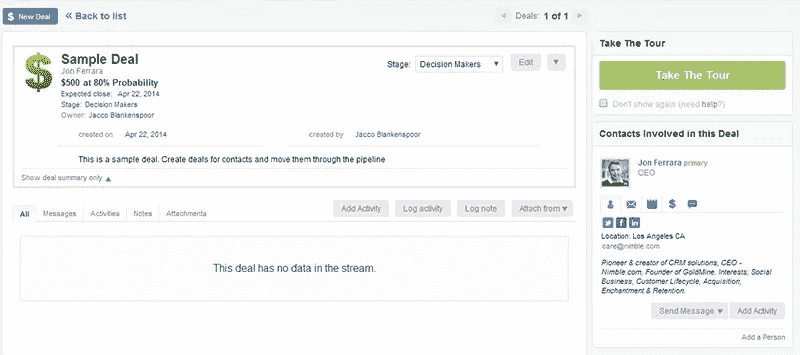 $ New Deal
« Back to list
Deals: 1 of 1
Sample Deal
Jon Ferrara
$500 at 80% Probability
Expected close: Apr 22, 2014
Stage: Decision Makers
Owner: Jacco Blankenspoor
Stage: Decision Makers
Edit
created on Apr 22, 2014
created by Jacco Blankenspoor
This is a sample deal. Create deals for contacts and move them through the pipeline
Show deal summary only
All Messages Activities Notes Attachments
Add Activity Log activity Log note Attach from
This deal has no data in the stream.
Take The Tour
Take The Tour
Don't show again (need help?)
Contacts Involved in this Deal
Jon Ferrara primary
CEO
Location: Los Angeles CA
care@nimble.com
Pioneer & creator of CRM solutions, CEO -
Nimble.com, Founder of GoldMine. Interests; Social
Business, Customer Lifecycle, Acquisition,
Enchantment & Retention.
Send Message Add Activity
Add a Person